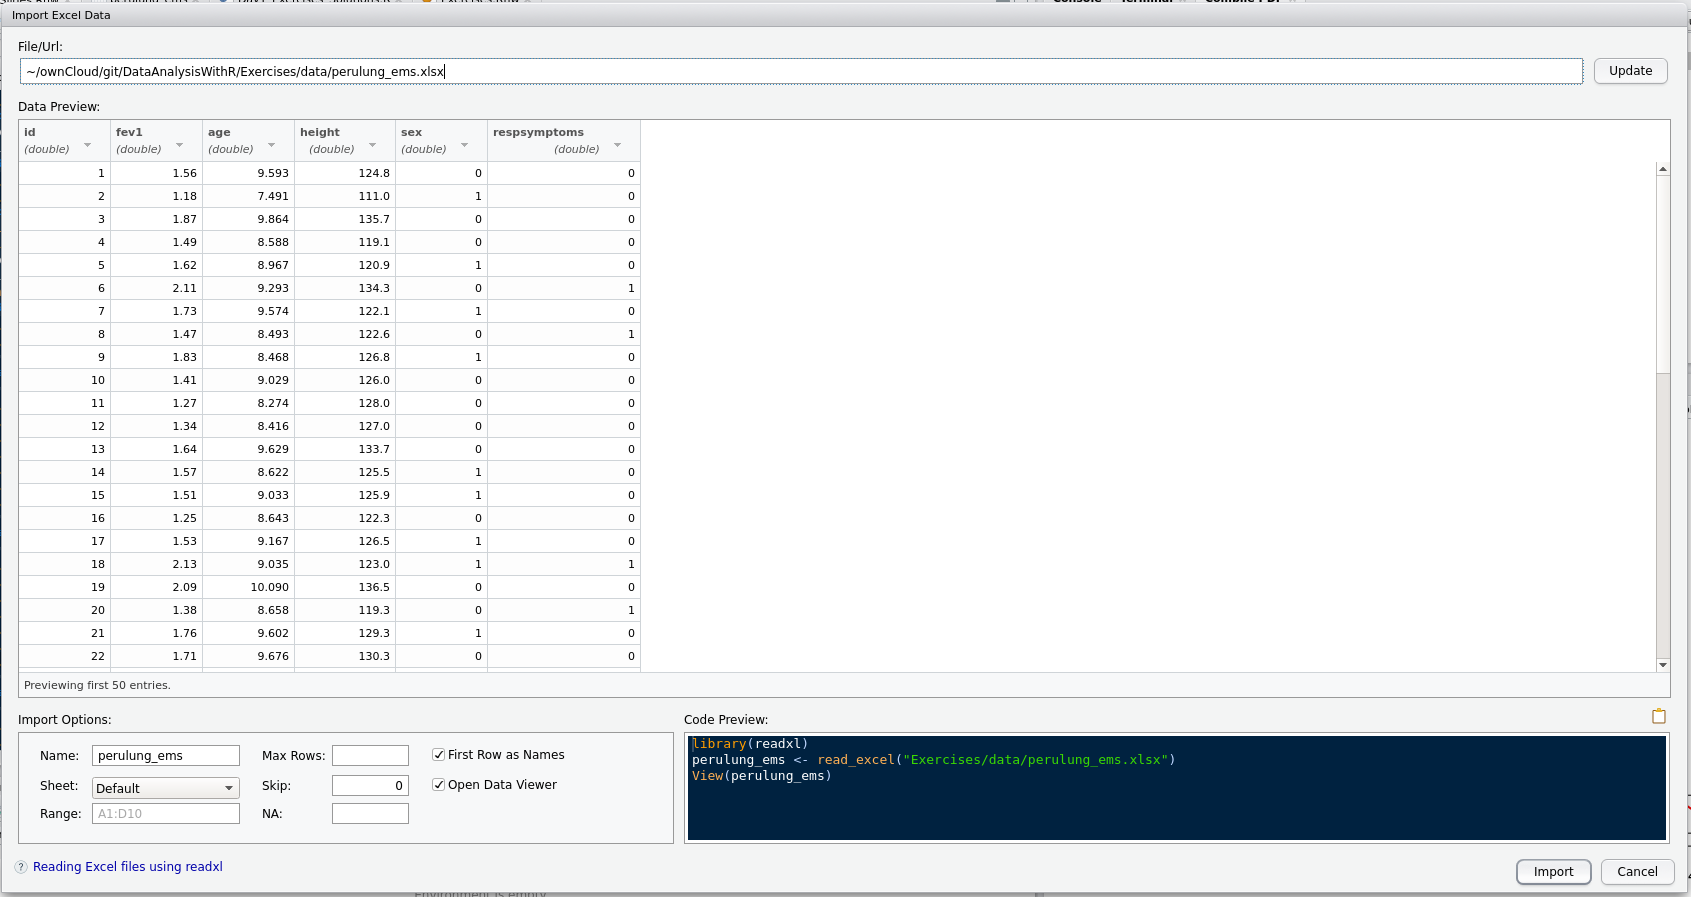 Console Terminal Compile PDF
Import Excel Data
File/Url:
~/ownCloud/git/DataAnalysisWithR/Exercises/data/perulung_ems.xlsx
Update
Data Preview:
id fev1 age height sex respsymptoms
(double) (double) (double) (double) (double) (double)
1 1.56 9.593 124.8 0 0
2 1.18 7.491 111.0 1 0
3 1.87 9.864 135.7 0 0
4 1.49 8.588 119.1 0 0
5 1.62 8.967 120.9 1 0
6 2.11 9.293 134.3 0 1
7 1.73 9.574 122.1 1 0
8 1.47 8.493 122.6 0 1
9 1.83 8.468 126.8 1 0
10 1.41 9.029 126.0 0 0
11 1.27 8.274 128.0 0 0
12 1.34 8.416 127.0 0 0
13 1.64 9.629 133.7 0 0
14 1.57 8.622 125.5 1 0
15 1.51 9.033 125.9 1 0
16 1.25 8.643 122.3 0 0
17 1.53 9.167 126.5 1 0
18 2.13 9.035 123.0 1 1
19 2.09 10.090 136.5 0 0
20 1.38 8.658 119.3 0 1
21 1.76 9.602 129.3 1 0
22 1.71 9.676 130.3 0 0
Previewing first 50 entries.
Import Options:
Name: perulung_ems Max Rows: First Row as Names
Sheet: Default Skip: 0 Open Data Viewer
Range: A1:D10 NA:
Code Preview:
library(readxl)
perulung_ems <- read_excel("Exercises/data/perulung_ems.xlsx")
View(perulung_ems)
? Reading Excel files using readxl
Import Cancel
Environment is empty